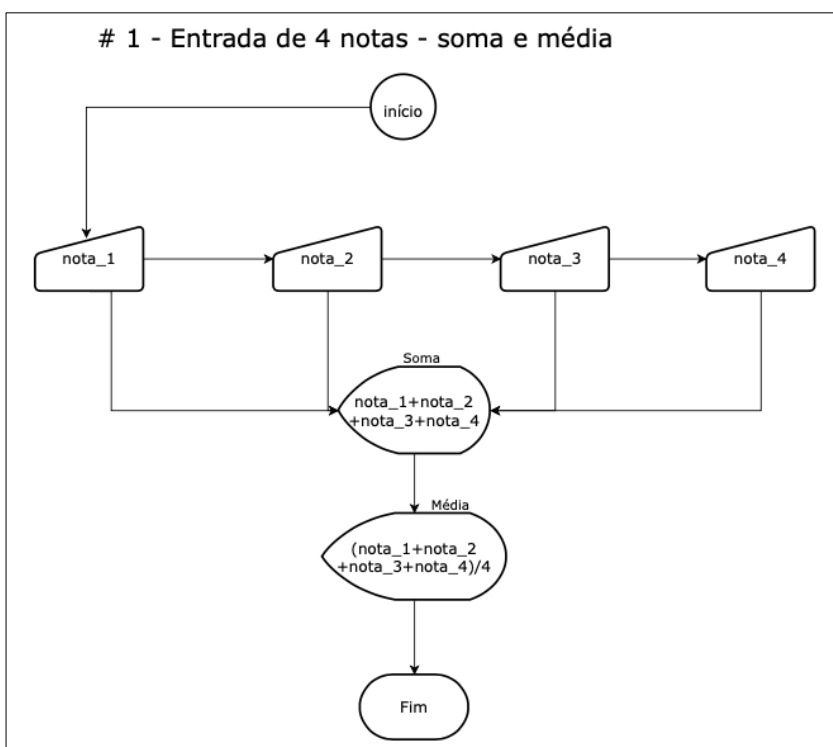 # 1 - Entrada de 4 notas - soma e média
início
nota_1
nota_2
nota_3
nota_4
Soma
nota_1+nota_2
+nota_3+nota_4
Média
(nota_1+nota_2
+nota_3+nota_4)/4
Fim